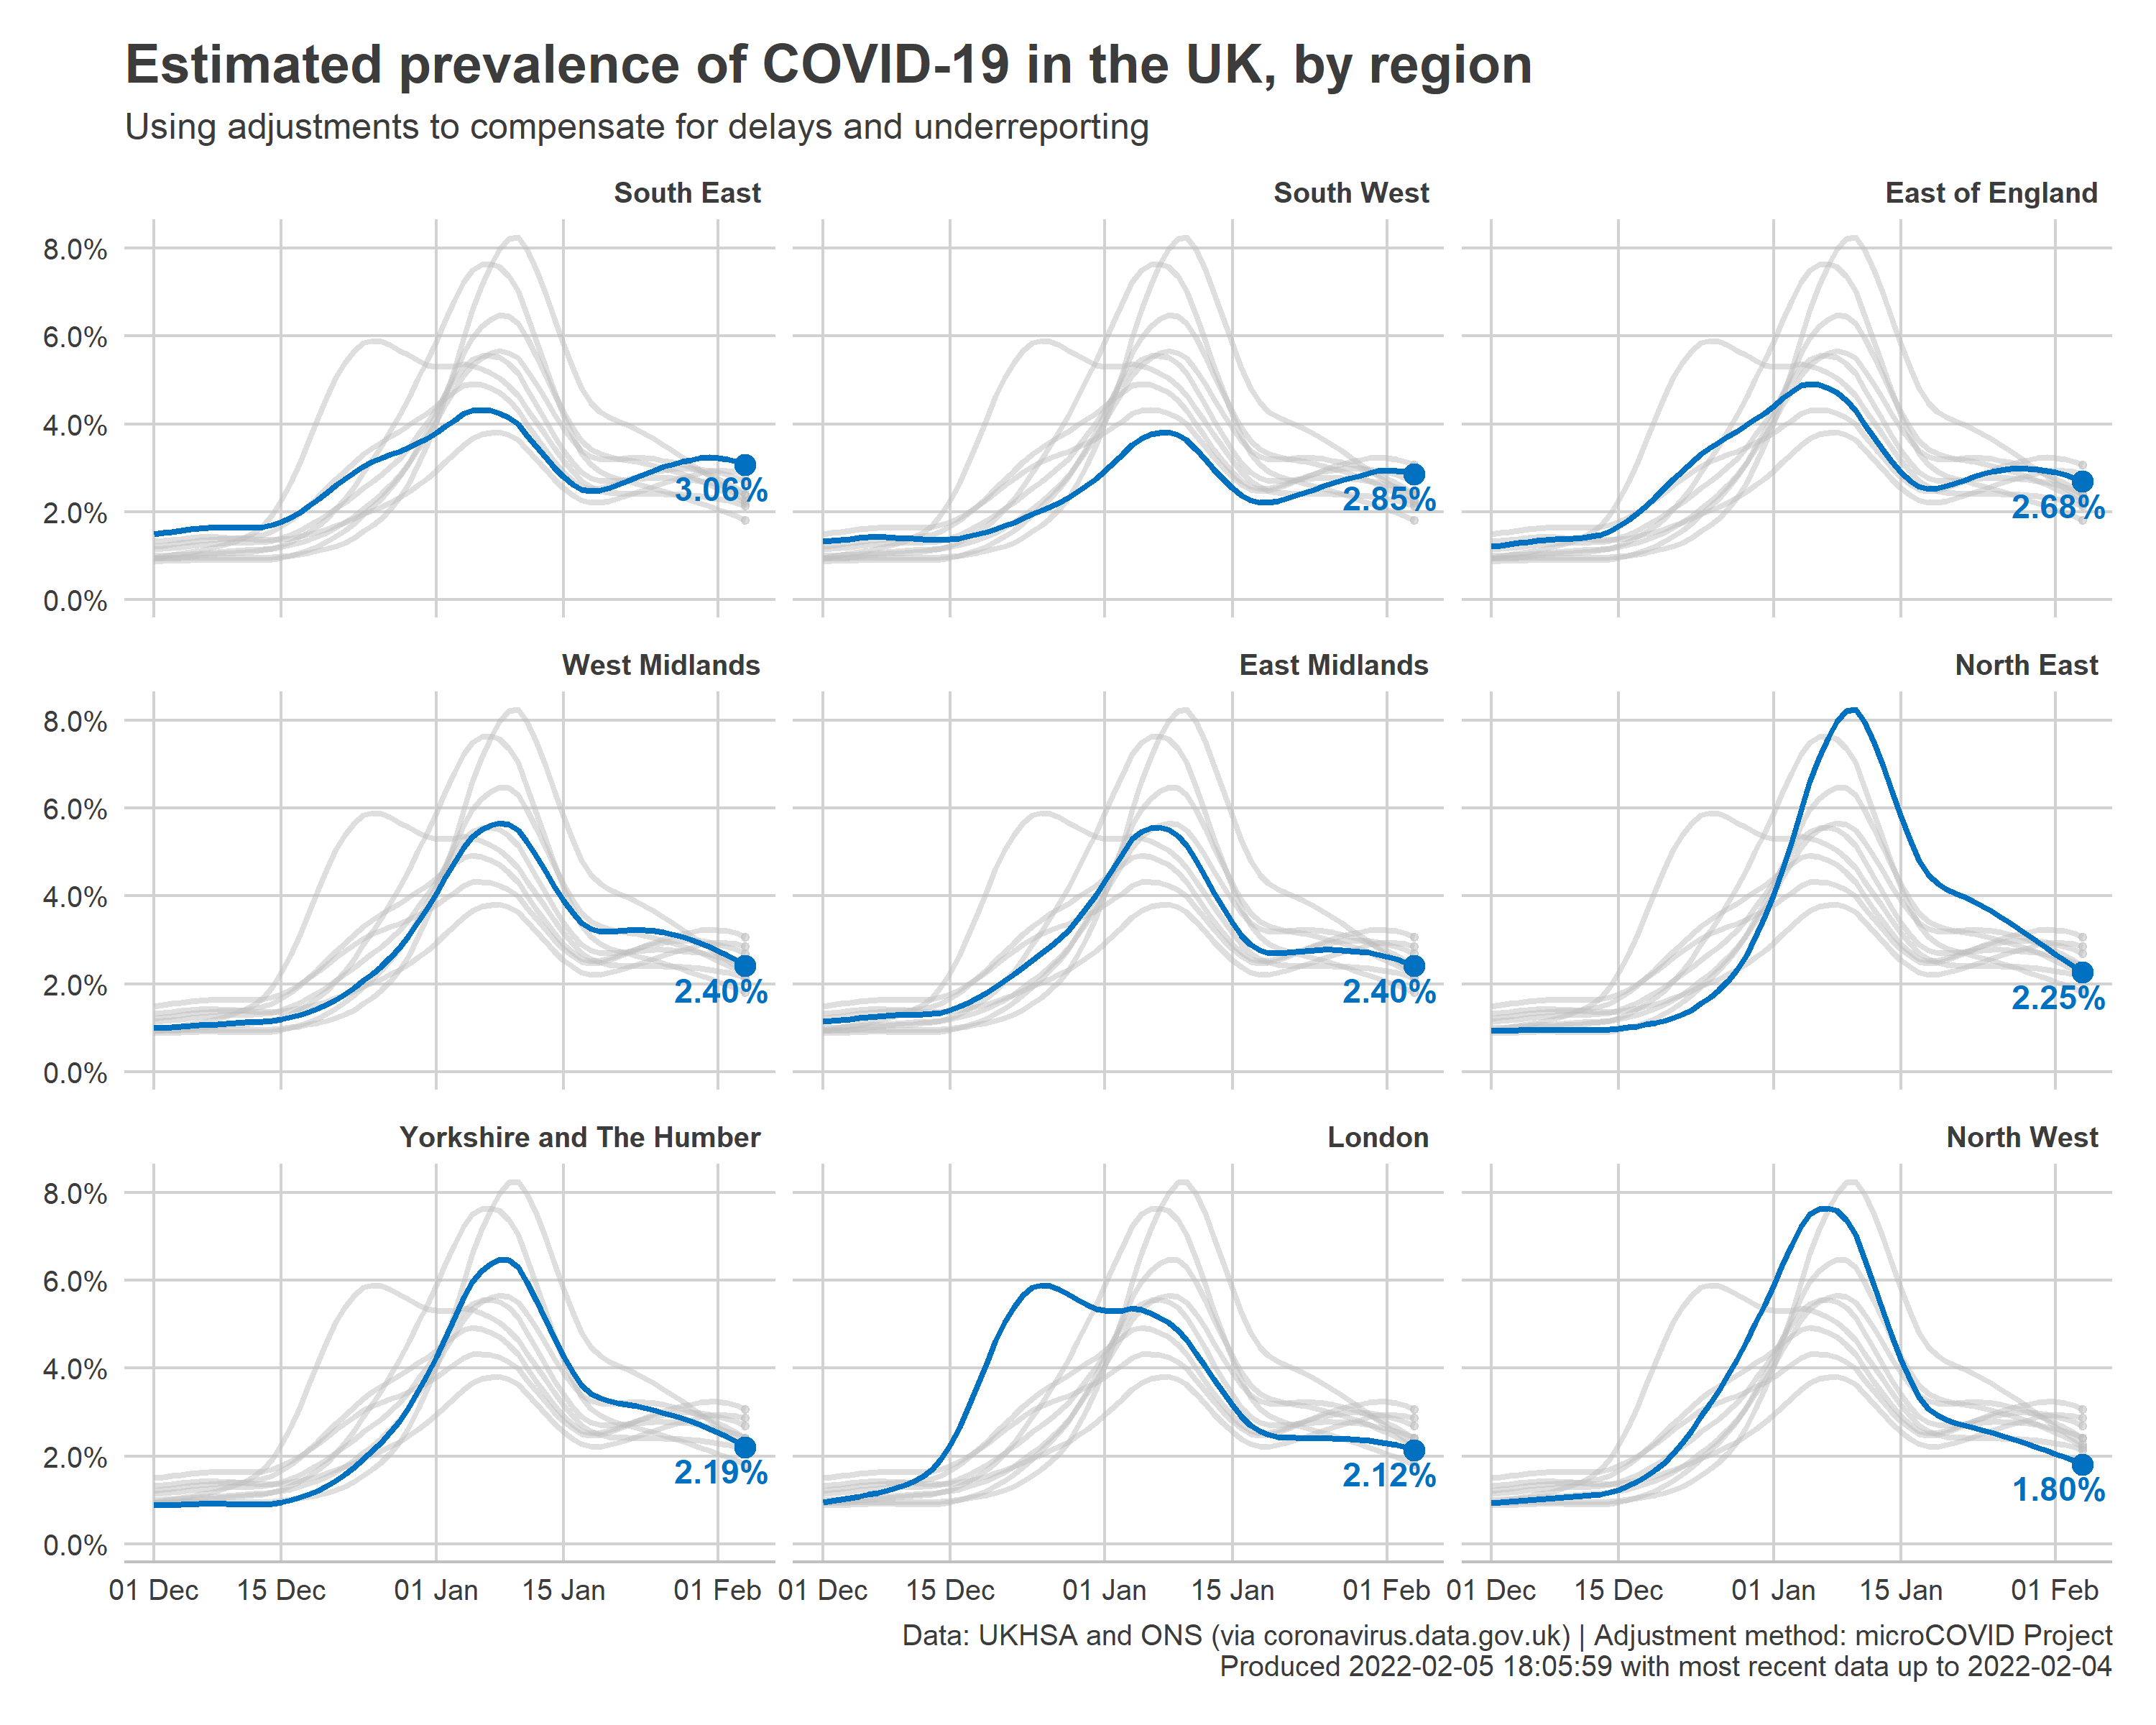 Estimated prevalence of COVID-19 in the UK, by region
Using adjustments to compensate for delays and underreporting
South East
South West
East of England
8.0%
6.0%
4.0%
2.0%
0.0%
3.06%
2.85%
2.68%
West Midlands
East Midlands
North East
8.0%
6.0%
4.0%
2.0%
0.0%
2.40%
2.40%
2.25%
Yorkshire and The Humber
London
North West
8.0%
6.0%
4.0%
2.0%
0.0%
2.19%
2.12%
1.80%
01 Dec 15 Dec 01 Jan 15 Jan 01 Feb 01 Dec 15 Dec 01 Jan 15 Jan 01 Feb 01 Dec 15 Dec 01 Jan 15 Jan 01 Feb
Data: UKHSA and ONS (via coronavirus.data.gov.uk) | Adjustment method: microCOVID Project
Produced 2022-02-05 18:05:59 with most recent data up to 2022-02-04